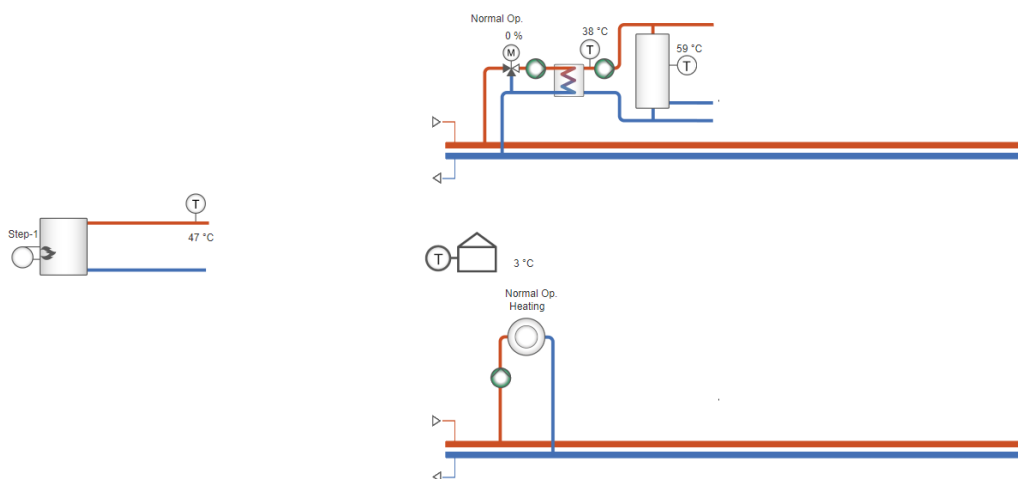 Normal Op.
0 %
M
38 °C
T
59 °C
T
T
Step-1
47 °C
T
3 °C
Normal Op.
Heating